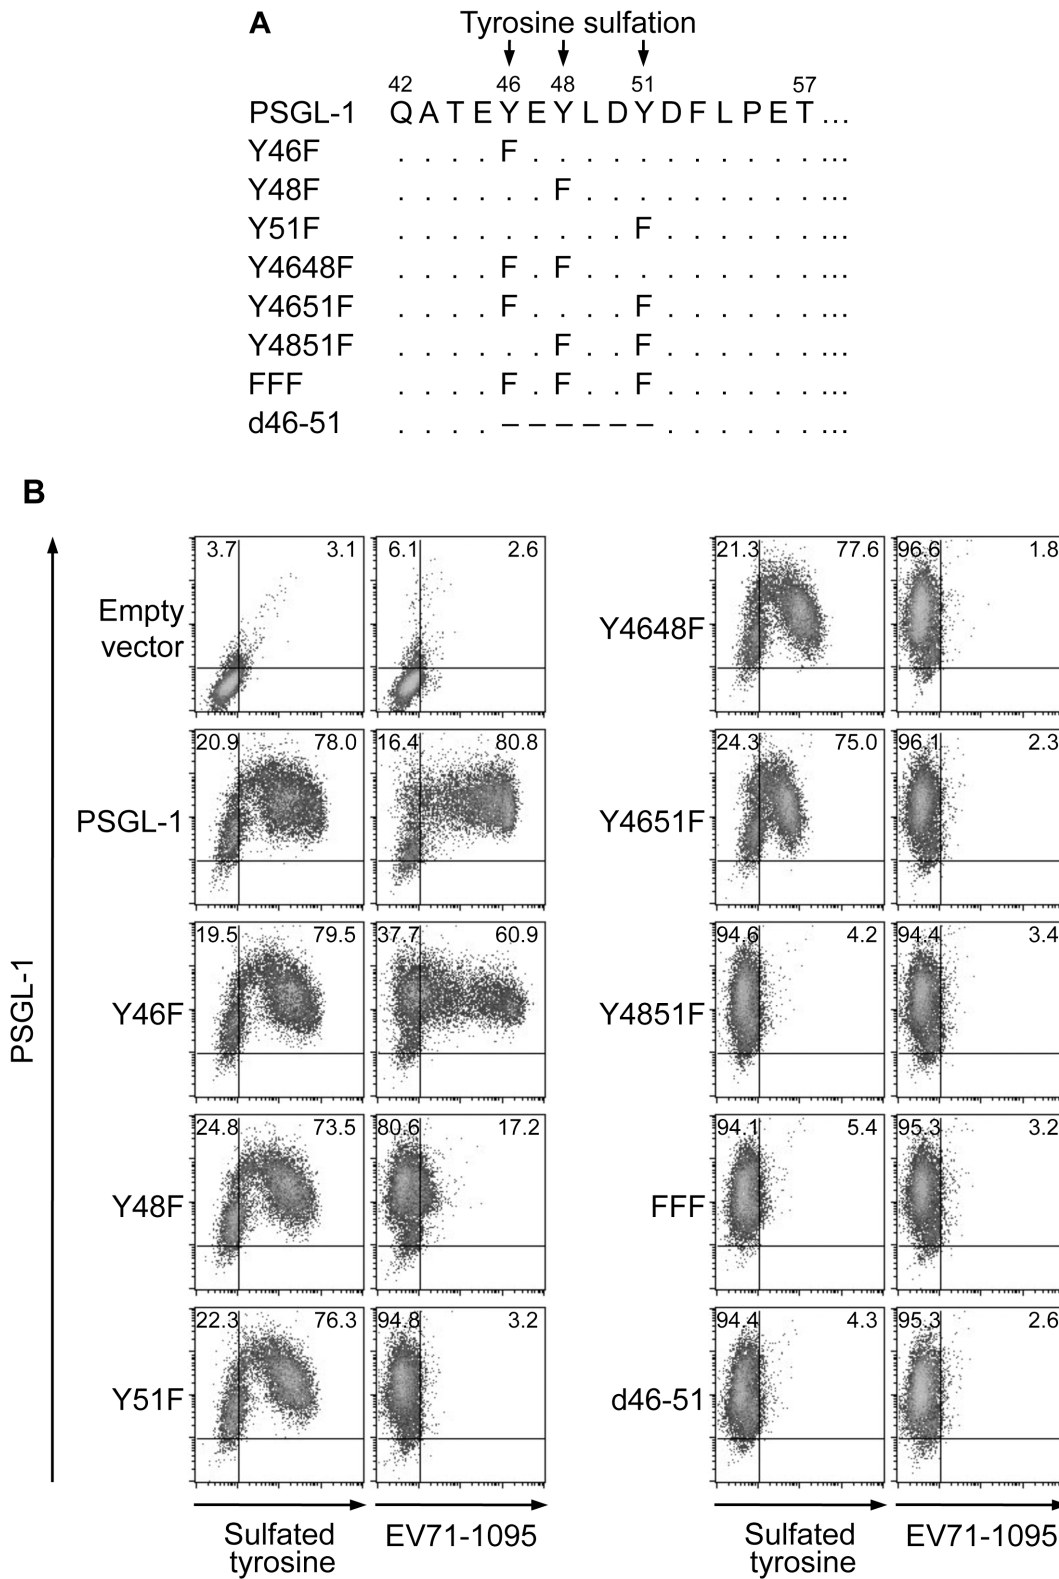 A
Tyrosine sulfation
42 46 48 51 57
PSGL-1 Q A T E Y E Y L D Y D F L P E T ...
Y46F . . . . F . . . . . . . . . . . ...
Y48F . . . . . . F . . . . . . . . . ...
Y51F . . . . . . . . . F . . . . . . ...
Y4648F . . . . F . F . . . . . . . . . ...
Y4651F . . . . F . . . . F . . . . . . ...
Y4851F . . . . . . F . . F . . . . . . ...
FFF . . . . F . F . . F . . . . . . ...
d46-51 . . . . – – – – – – . . . . . . ...
B
PSGL-1
Empty
vector
3.7 3.1 6.1 2.6
PSGL-1
20.9 78.0 16.4 80.8
Y46F
19.5 79.5 37.7 60.9
Y48F
24.8 73.5 80.6 17.2
Y51F
22.3 76.3 94.8 3.2
Sulfated
tyrosine
EV71-1095
Y4648F
21.3 77.6 96.6 1.8
Y4651F
24.3 75.0 96.1 2.3
Y4851F
94.6 4.2 94.4 3.4
FFF
94.1 5.4 95.3 3.2
d46-51
94.4 4.3 95.3 2.6
Sulfated
tyrosine
EV71-1095